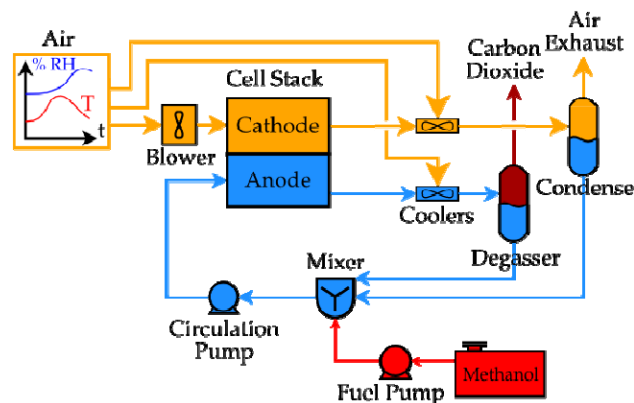 Air
% RH
T
t
Blower
Cell Stack
Cathode
Anode
Coolers
Carbon
Dioxide
Air
Exhaust
Condense
Degasser
Mixer
Circulation
Pump
Fuel Pump
Methanol